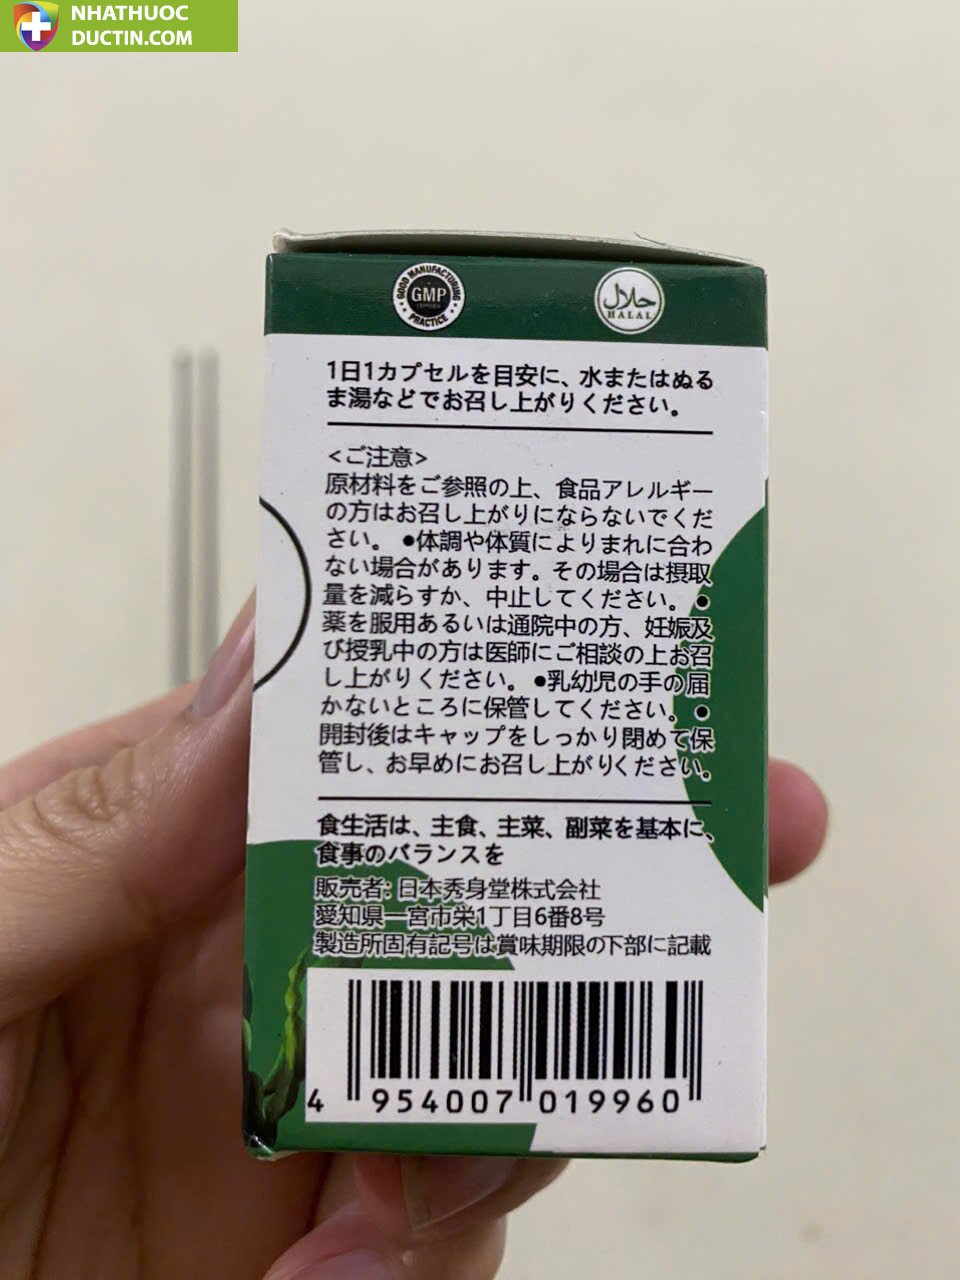 NHATHUOC
DUCTIN.COM
GOOD MANUFACTURING
GMP
PRACTICE
حلال
HALAL
1日1カプセルを目安に、水またはぬる
ま湯などでお召し上がりください。
<ご注意>
原材料をご参照の上、食品アレルギー
の方はお召し上がりにならないでくだ
さい。 ●体調や体質によりまれに合わ
ない場合があります。その場合は摂取
量を減らすか、中止してください。 ●
薬を服用あるいは通院中の方、妊娠及
び授乳中の方は医師にご相談の上お召
し上がりください。 ●乳幼児の手の届
かないところに保管してください。 ●
開封後はキャップをしっかり閉めて保
管し、お早めにお召し上がりください。
食生活は、主食、主菜、副菜を基本に、
食事のバランスを
販売者: 日本秀身堂株式会社
愛知県一宮市栄1丁目6番8号
製造所固有記号は賞味期限の下部に記載
4 954007 019960